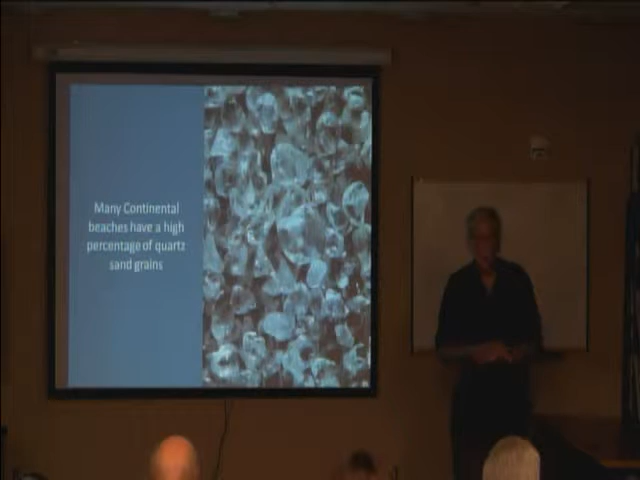 Many Continental
beaches have a high
percentage of quartz
sand grains